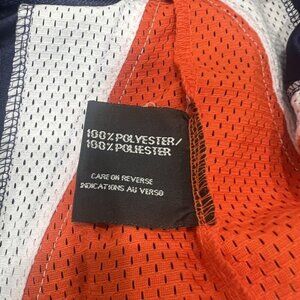 100% POLYESTER/
100% POLIESTER
CARE ON REVERSE
INDICATIONS AU VERSO